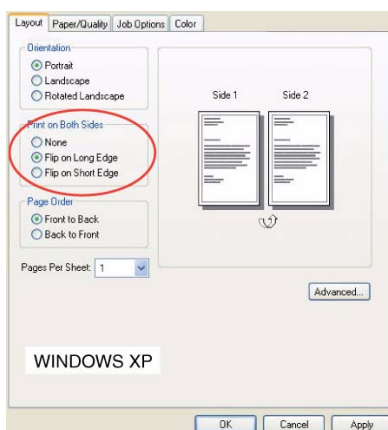 Layout Paper/Quality Job Options Color
Orientation
Portrait
Landscape
Rotated Landscape
Print on Both Sides
None
Flip on Long Edge
Flip on Short Edge
Page Order
Front to Back
Back to Front
Pages Per Sheet: 1
Side 1 Side 2
Advanced...
WINDOWS XP
OK Cancel Apply